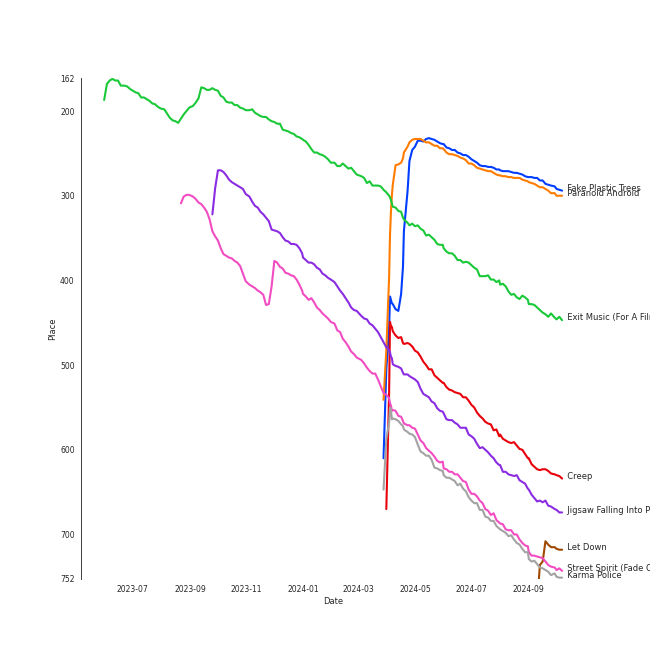 162
200
300
400
500
600
700
752
Place
2023-07
2023-09
2023-11
2024-01
2024-03
2024-05
2024-07
2024-09
Date
Fake Plastic Trees
Paranoid Android
Exit Music (For A Fil
Creep
Jigsaw Falling Into P
Let Down
Street Spirit (Fade O
Karma Police